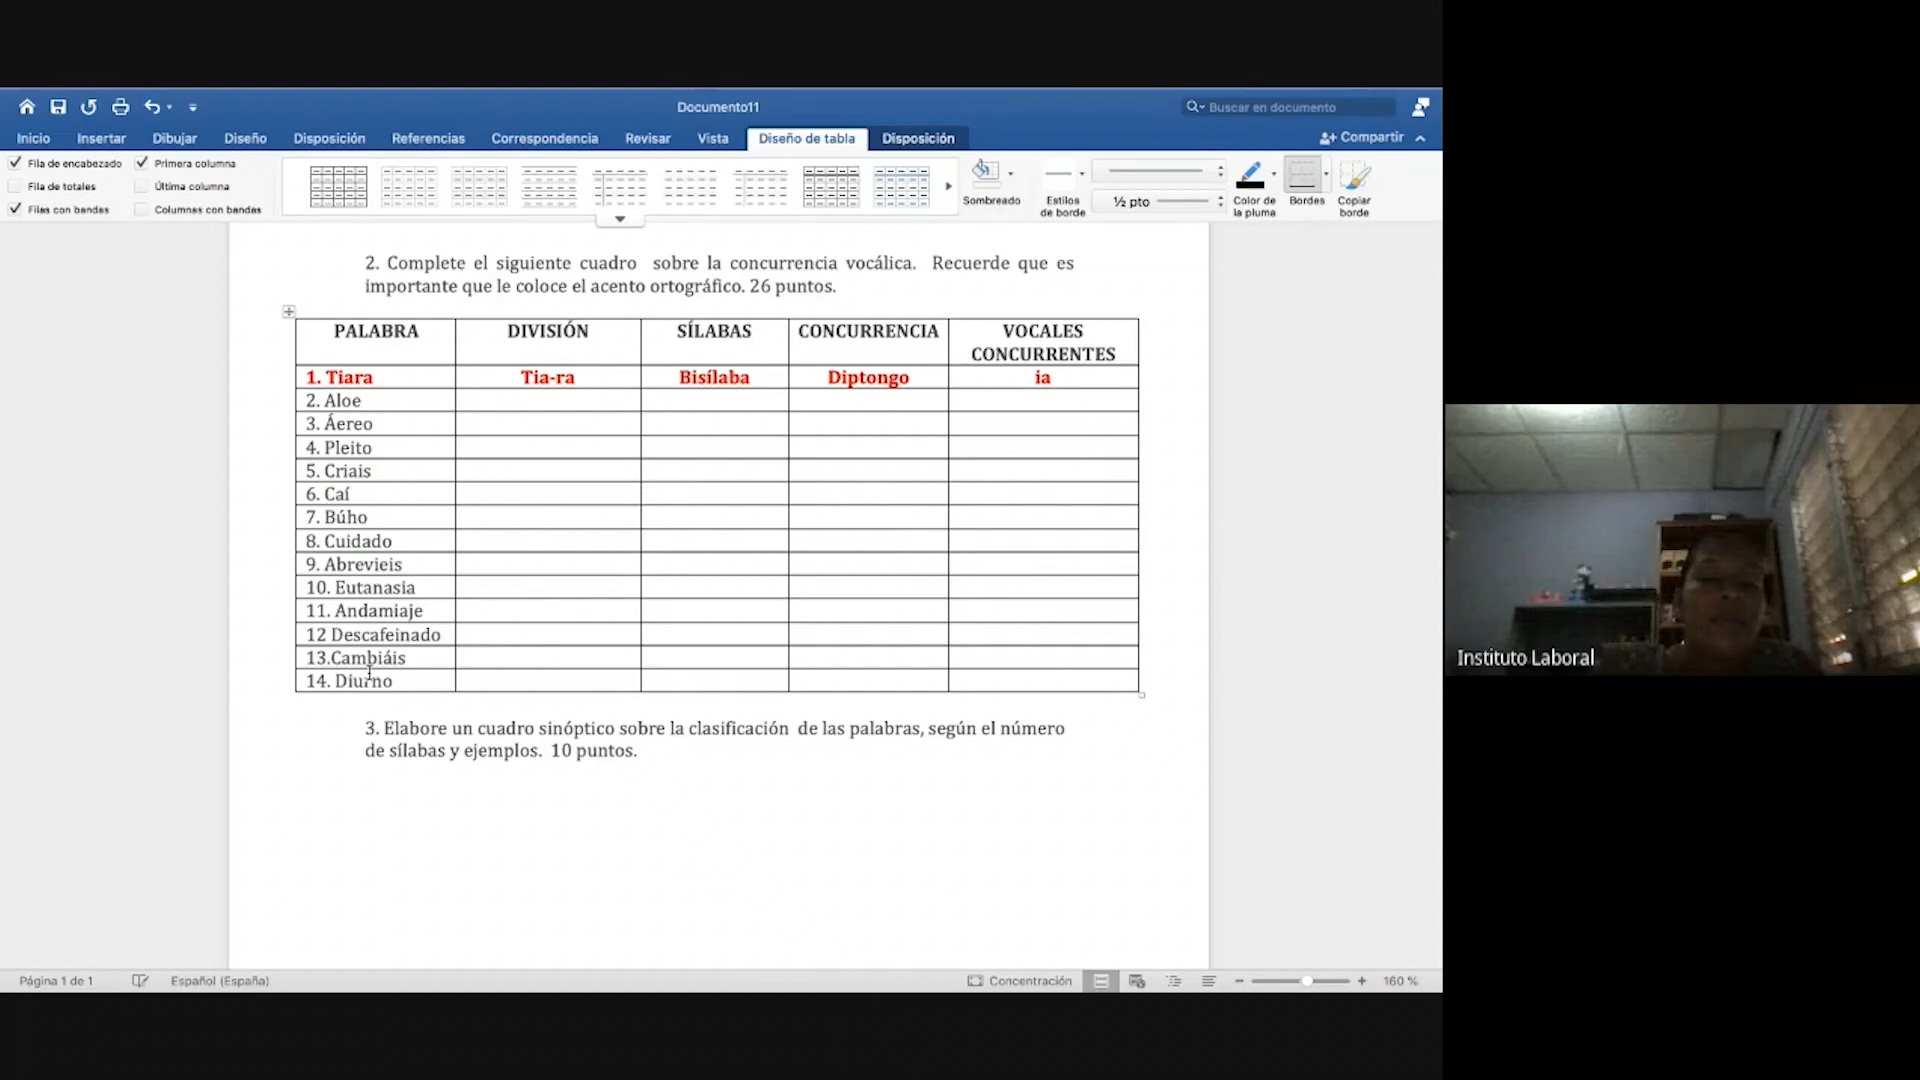 Documento11
Buscar en documento
Inicio Insertar Dibujar Diseño Disposición Referencias Correspondencia Revisar Vista Diseño de tabla Disposición Compartir
Fila de encabezado Primera columna
Fila de totales Última columna
Filas con bandas Columnas con bandas
Sombreado
Estilos de borde
½ pto
Color de la pluma
Bordes
Copiar borde
2. Complete el siguiente cuadro sobre la concurrencia vocálica. Recuerde que es
importante que le coloce el acento ortográfico. 26 puntos.
PALABRA DIVISIÓN SÍLABAS CONCURRENCIA VOCALES CONCURRENTES
1. Tiara Tia-ra Bisílaba Diptongo ia
2. Aloe
3. Áereo
4. Pleito
5. Criais
6. Caí
7. Búho
8. Cuidado
9. Abrevieis
10. Eutanasia
11. Andamiaje
12 Descafeinado
13.Cambiáis
14. Diurno
3. Elabore un cuadro sinóptico sobre la clasificación de las palabras, según el número
de sílabas y ejemplos. 10 puntos.
Página 1 de 1 Español (España) Concentración 160 %
Instituto Laboral